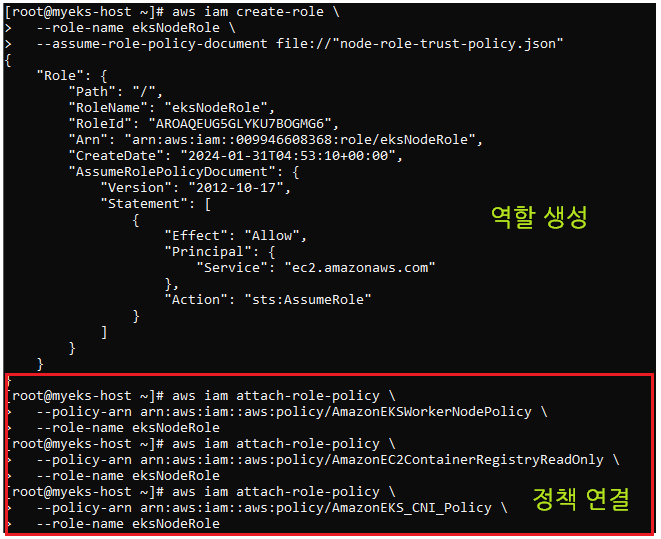 [root@myeks-host ~]# aws iam create-role \
>   --role-name eksNodeRole \
>   --assume-role-policy-document file://"node-role-trust-policy.json"
{
    "Role": {
        "Path": "/",
        "RoleName": "eksNodeRole",
        "RoleId": "AROAQEUG5GLYKU7BOGMG6",
        "Arn": "arn:aws:iam::009946608368:role/eksNodeRole",
        "CreateDate": "2024-01-31T04:53:10+00:00",
        "AssumeRolePolicyDocument": {
            "Version": "2012-10-17",
            "Statement": [
                {
                    "Effect": "Allow",
                    "Principal": {
                        "Service": "ec2.amazonaws.com"
                    },
                    "Action": "sts:AssumeRole"
                }
            ]
        }
    }
}
역할 생성
[root@myeks-host ~]# aws iam attach-role-policy \
>   --policy-arn arn:aws:iam::aws:policy/AmazonEKSWorkerNodePolicy \
>   --role-name eksNodeRole
[root@myeks-host ~]# aws iam attach-role-policy \
>   --policy-arn arn:aws:iam::aws:policy/AmazonEC2ContainerRegistryReadOnly \
>   --role-name eksNodeRole
[root@myeks-host ~]# aws iam attach-role-policy \
>   --policy-arn arn:aws:iam::aws:policy/AmazonEKS_CNI_Policy \
>   --role-name eksNodeRole
정책 연결